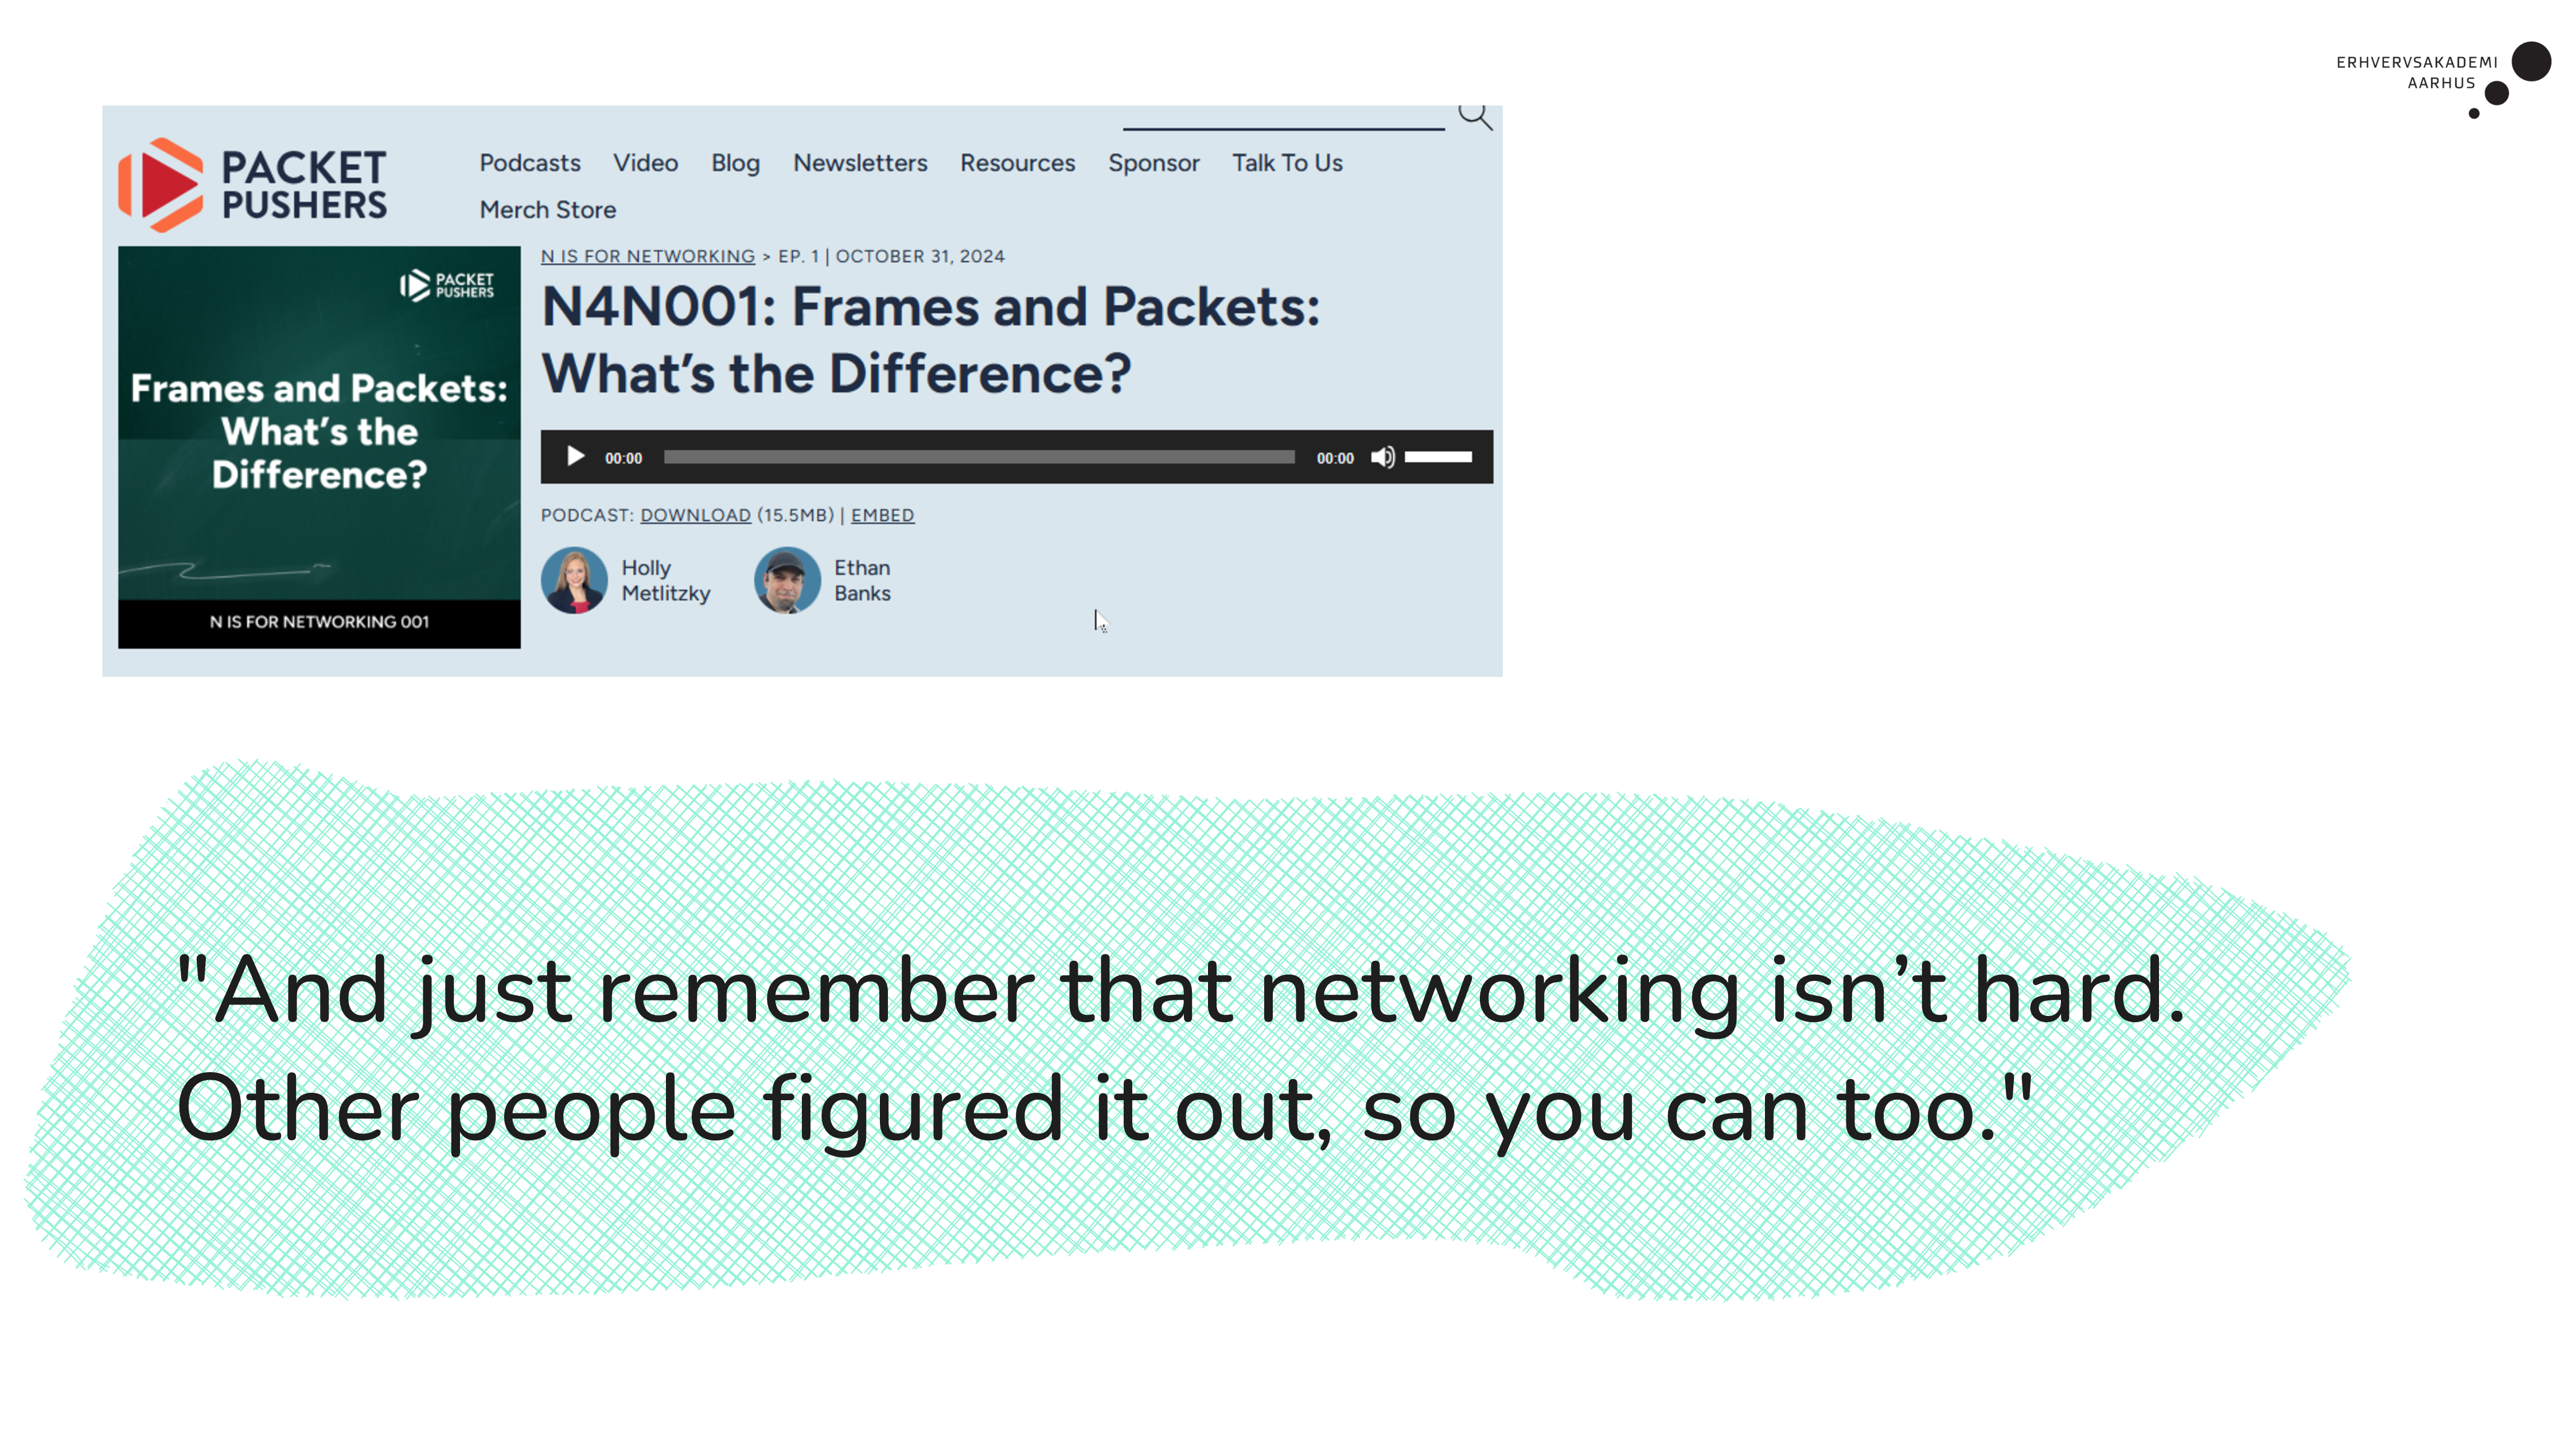 ERHVERVSAKADEMI
AARHUS
PACKET
PUSHERS
Podcasts Video Blog Newsletters Resources Sponsor Talk To Us
Merch Store
PACKET
PUSHERS
Frames and Packets:
What's the
Difference?
N IS FOR NETWORKING 001
N IS FOR NETWORKING > EP. 1 | OCTOBER 31, 2024
N4N001: Frames and Packets:
What's the Difference?
00:00 00:00
PODCAST: DOWNLOAD (15.5MB) | EMBED
Holly
Metlitzky
Ethan
Banks
"And just remember that networking isn’t hard.
Other people figured it out, so you can too."